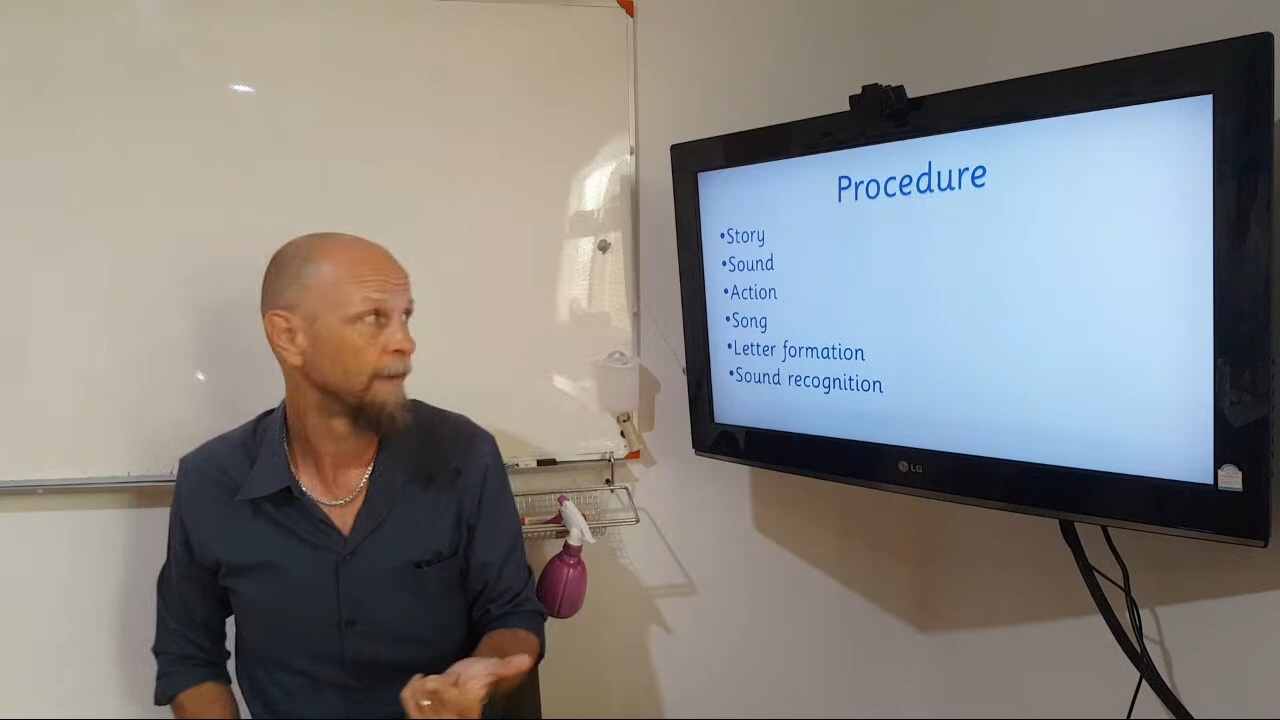 Procedure
•Story
•Sound
•Action
•Song
•Letter formation
•Sound recognition
LG